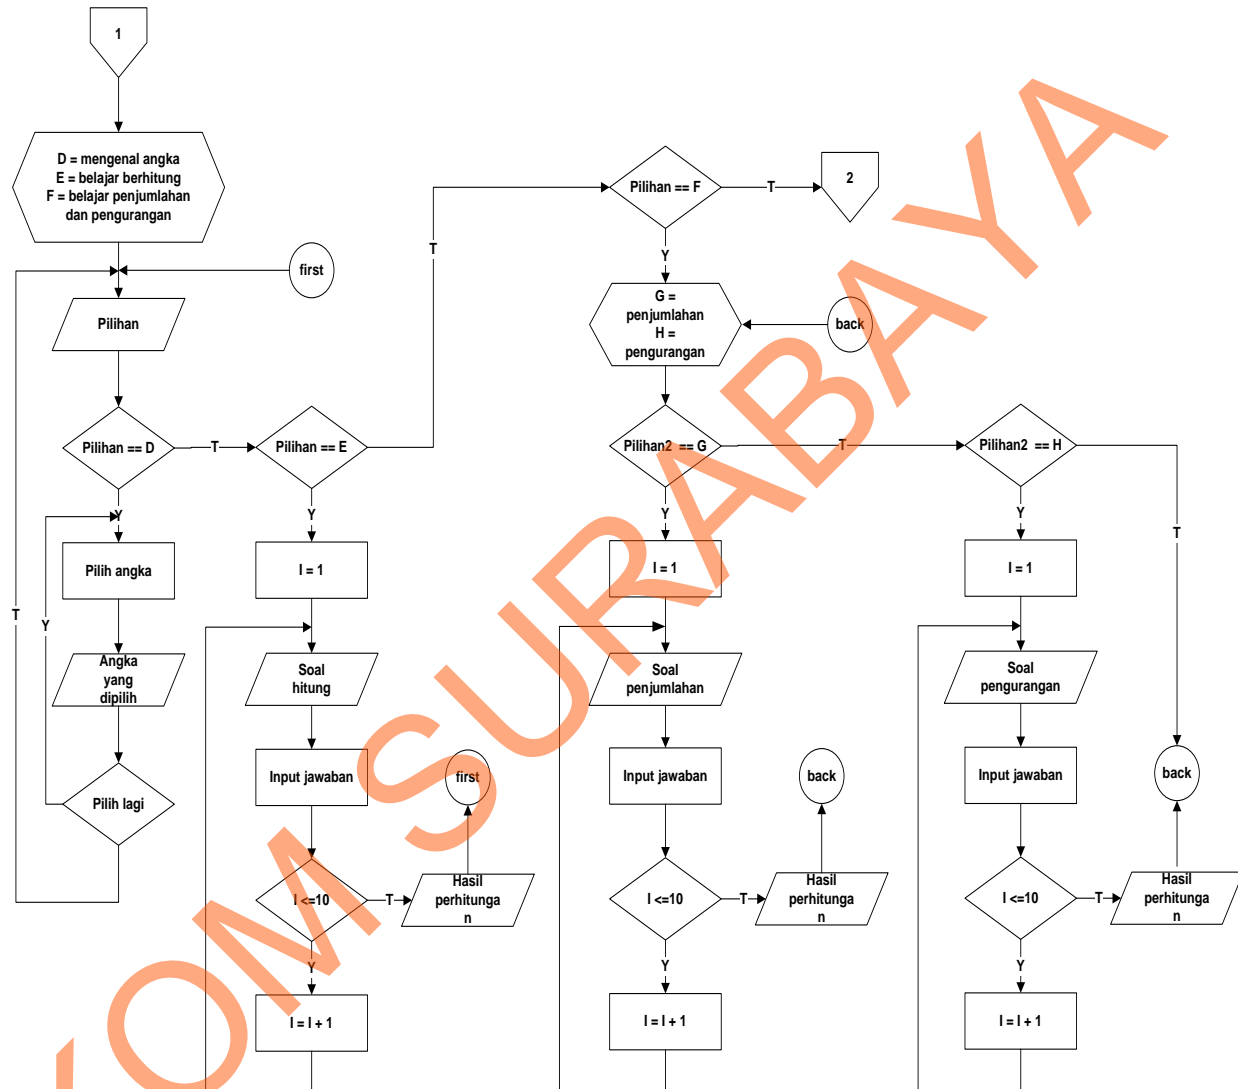 1
D = mengenal angka
E = belajar berhitung
F = belajar penjumlahan
dan pengurangan
first
Pilihan
Pilihan == D
T
Pilihan == E
T
Y
Pilih angka
Angka
yang
dipilih
Pilih lagi
Y
T
Y
I = 1
Soal
hitung
Input jawaban
I <=10
T
Hasil
perhitunga
n
first
Y
I = I + 1
Pilihan == F
T
2
Y
G =
penjumlahan
H =
pengurangan
back
Pilihan2 == G
T
Y
I = 1
Soal
penjumlahan
Input jawaban
I <=10
T
Hasil
perhitunga
n
back
Y
I = I + 1
Pilihan2 == H
T
Y
I = 1
Soal
pengurangan
Input jawaban
I <=10
T
Hasil
perhitunga
n
back
Y
I = I + 1
KOM SURABAYA